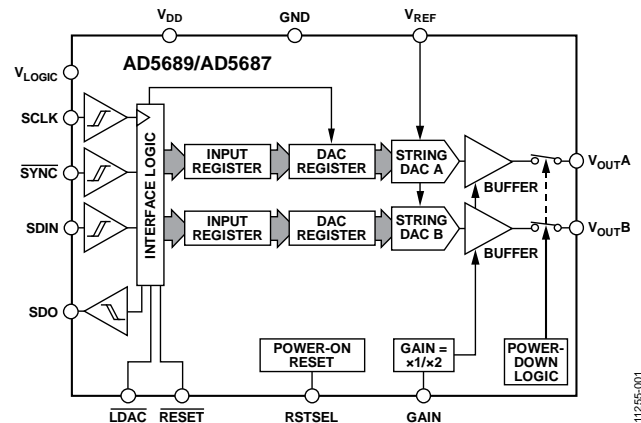 VDD
GND
VREF
AD5689/AD5687
VLOGIC
SCLK
SYNC
SDIN
SDO
INTERFACE LOGIC
INPUT
REGISTER
DAC
REGISTER
STRING
DAC A
BUFFER
VOUTA
INPUT
REGISTER
DAC
REGISTER
STRING
DAC B
BUFFER
VOUTB
POWER-ON
RESET
GAIN =
×1/×2
POWER-
DOWN
LOGIC
LDAC
RESET
RSTSEL
GAIN
11255-001